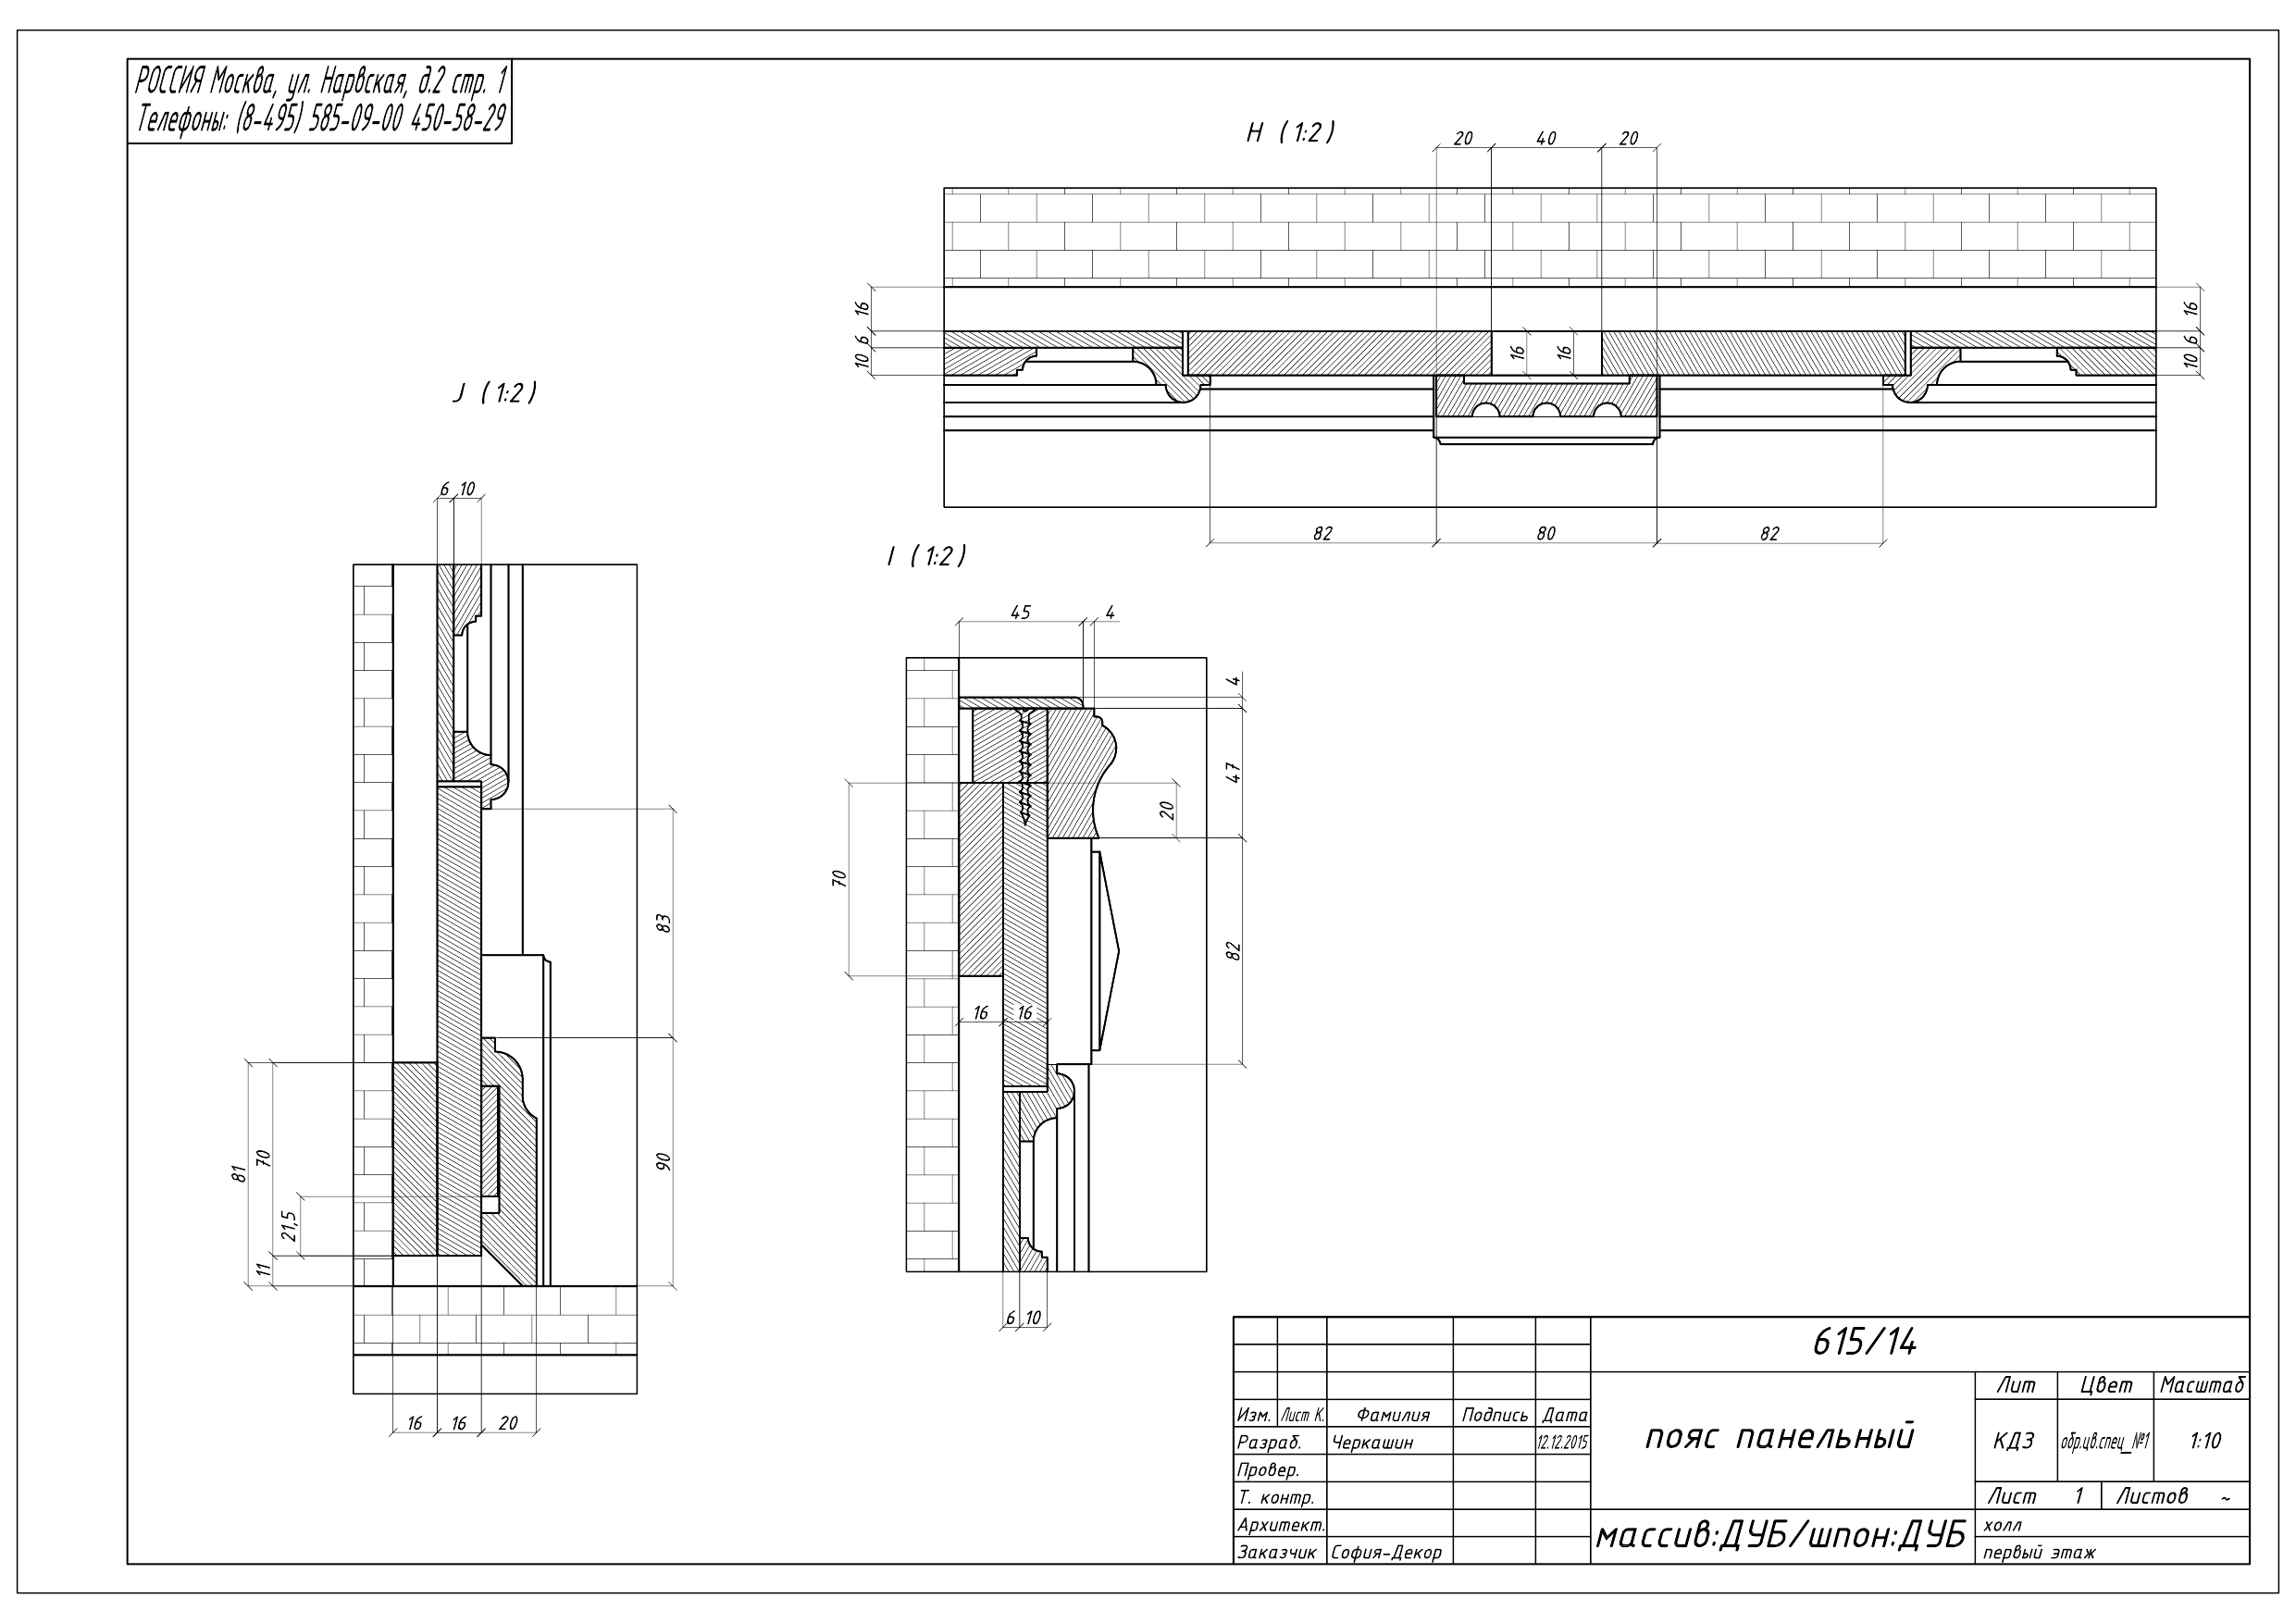 РОССИЯ Москва, ул. Нарвская, д.2 стр. 1
Телефоны: (8-495) 585-09-00 450-58-29
H (1:2)
20 40 20
16 6 10
16 16
16 6 10
82 80 82
J (1:2)
6 10
83
90
81 70 21,5 11
16 16 20
I (1:2)
45 4
4
47
20
70
82
16 16
6 10
615/14
Лит Цвет Масштаб
Изм. Лист К. Фамилия Подпись Дата
пояс панельный
Разраб. Черкашин 12.12.2015
КДЗ обр.цв.спец_№1 1:10
Провер.
Т. контр.
Лист 1 Листов ~
Архитект.
массив:ДУБ/шпон:ДУБ
холл
Заказчик София-Декор
первый этаж